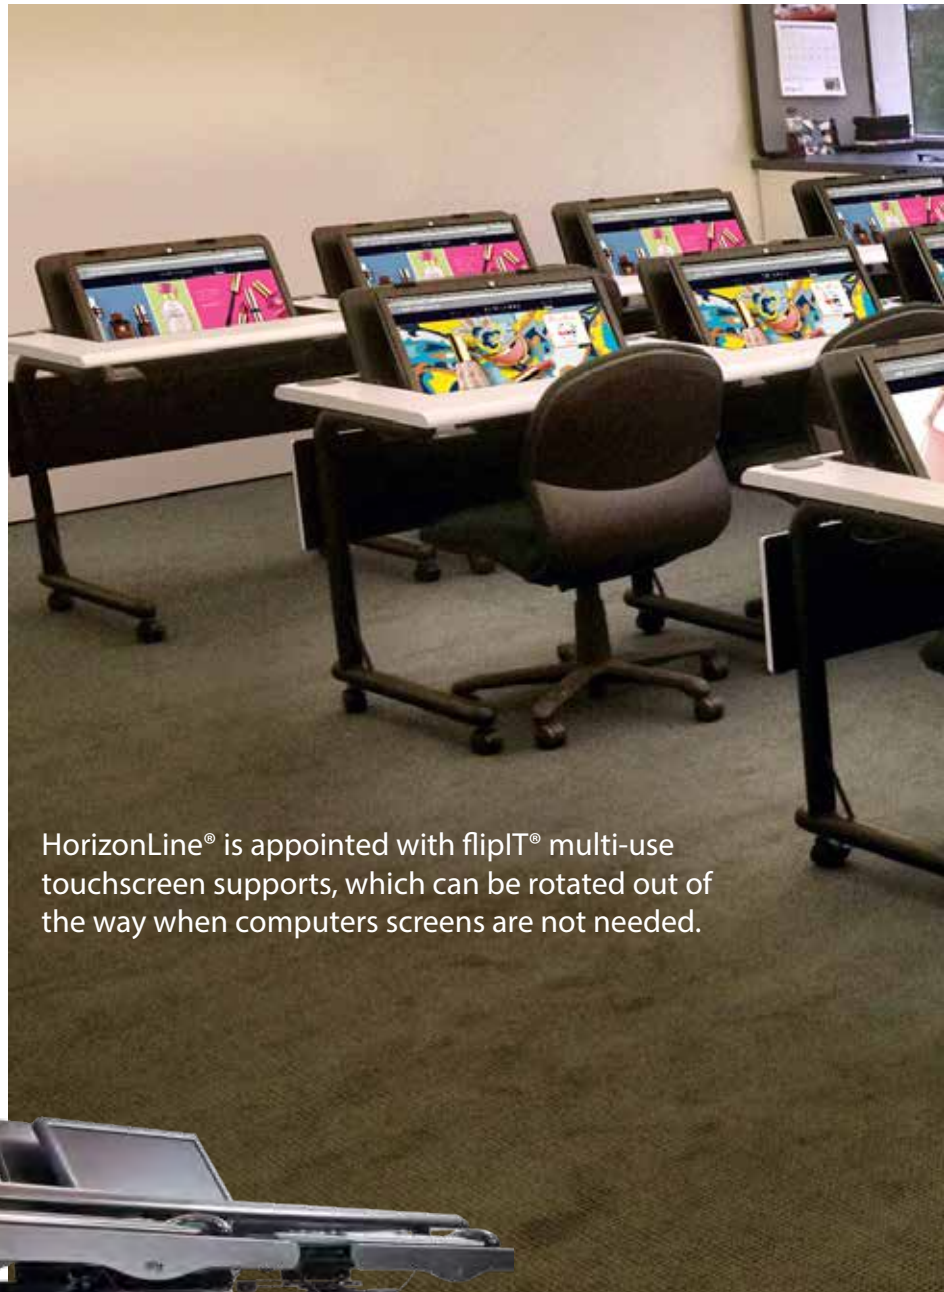 HorizonLine® is appointed with flipIT® multi-use
touchscreen supports, which can be rotated out of
the way when computers screens are not needed.